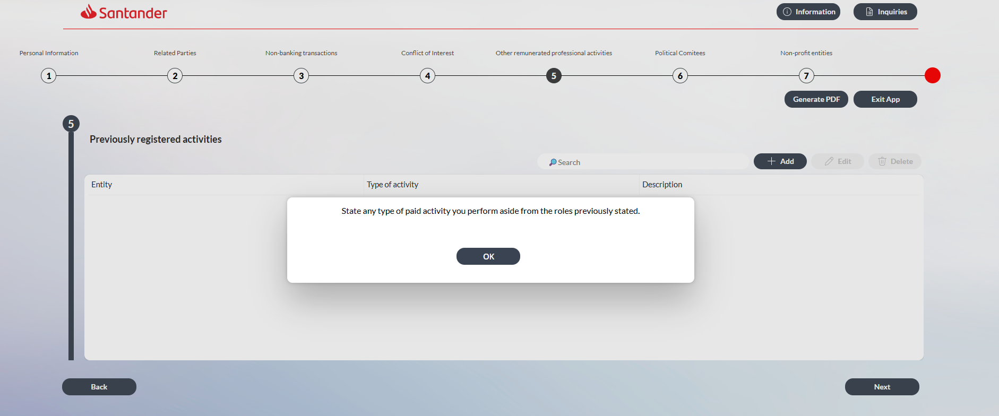 Santander
Information
Inquiries
Personal Information
Related Parties
Non-banking transactions
Conflict of Interest
Other remunerated professional activities
Political Comitees
Non-profit entities
1
2
3
4
5
6
7
Generate PDF
Exit App
5
Previously registered activities
Search
Add
Edit
Delete
Entity
Type of activity
Description
State any type of paid activity you perform aside from the roles previously stated.
OK
Back
Next